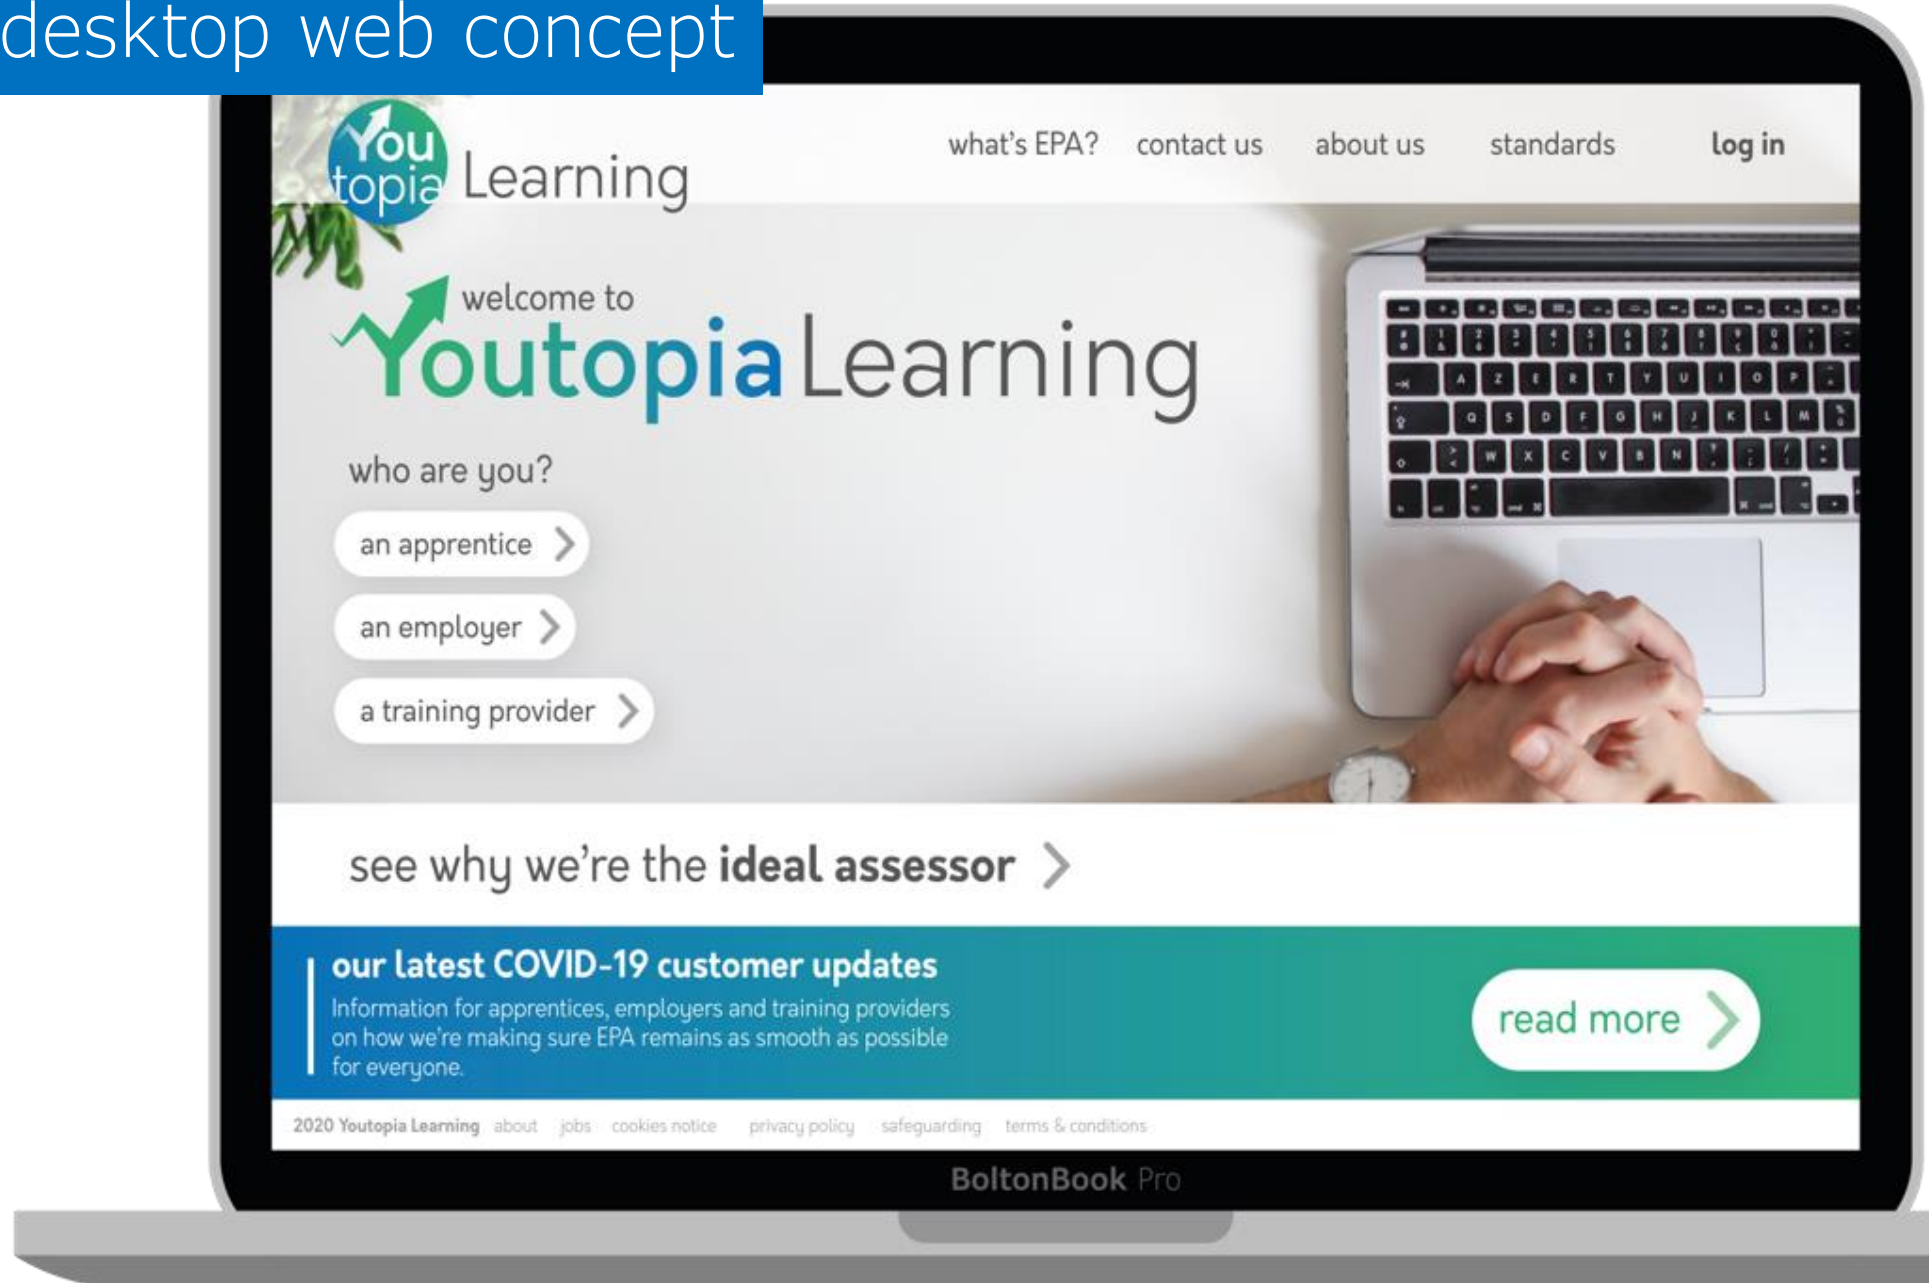 desktop web concept
You
topia
Learning
what's EPA? contact us about us standards log in
welcome to
Youtopia Learning
who are you?
an apprentice
an employer
a training provider
see why we're the ideal assessor
our latest COVID-19 customer updates
Information for apprentices, employers and training providers
on how we're making sure EPA remains as smooth as possible
for everyone.
read more
2020 Youtopia Learning about jobs cookies notice privacy policy safeguarding terms & conditions
BoltonBook Pro